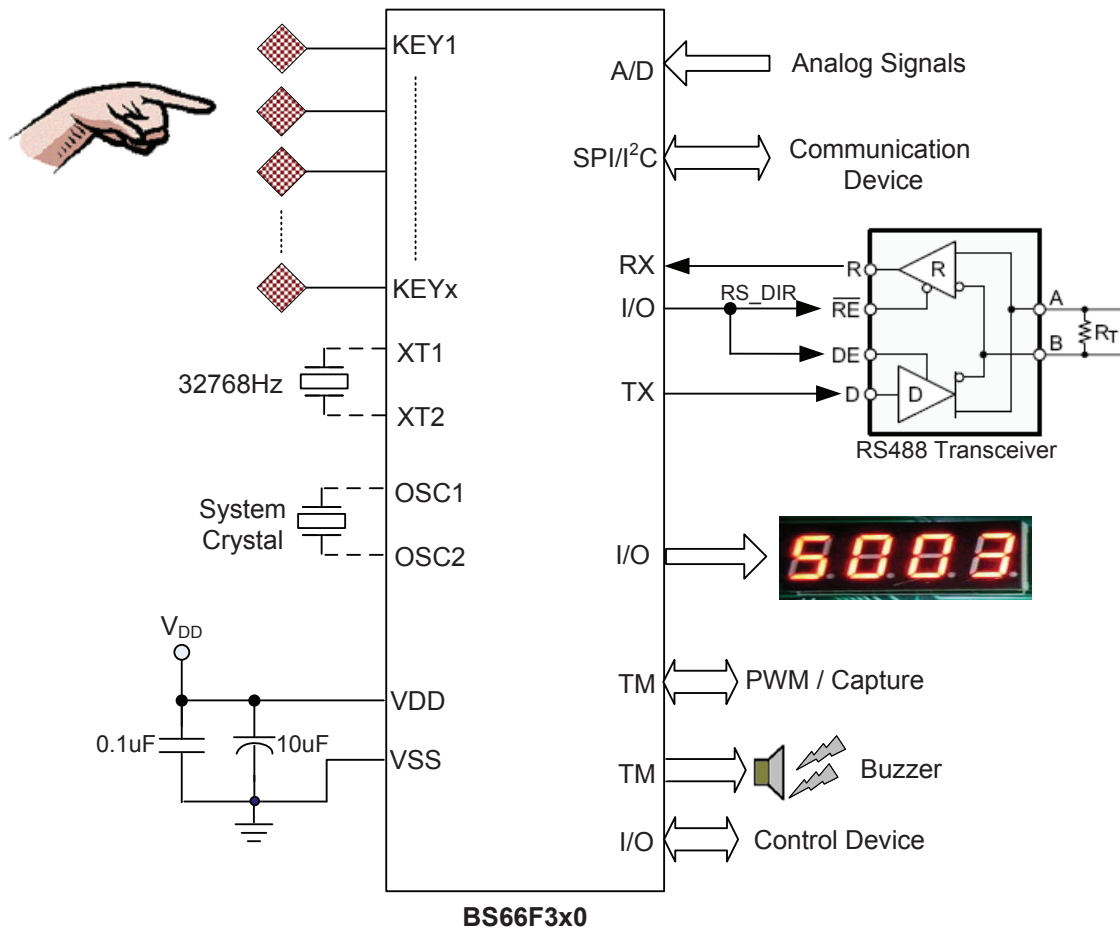 KEY1
KEYx
XT1
32768Hz
XT2
OSC1
System
Crystal
OSC2
VDD
0.1uF
10uF
VDD
VSS
A/D
Analog Signals
SPI/I²C
Communication
Device
RX
R
R
I/O
RS_DIR
RE
A
B
RT
DE
TX
D
D
RS488 Transceiver
I/O
5003
TM
PWM / Capture
TM
Buzzer
I/O
Control Device
BS66F3x0